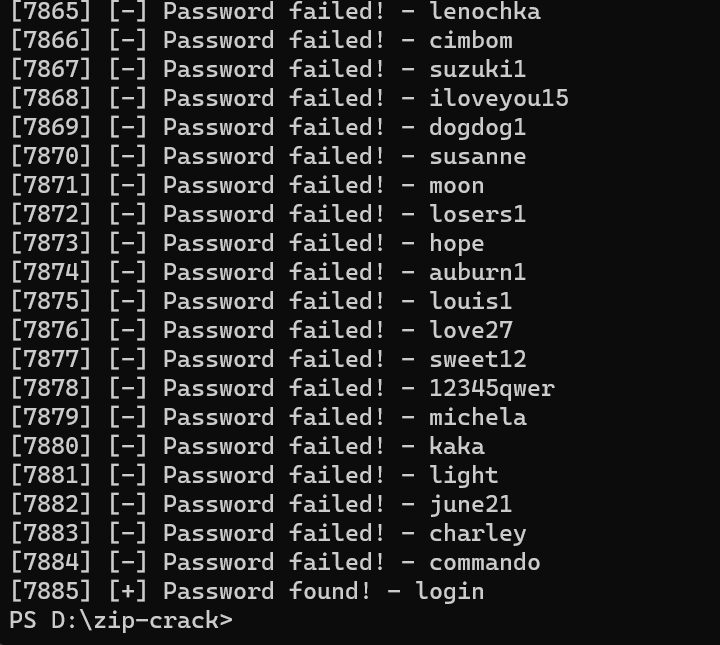 [7865] [-] Password failed! - lenochka
[7866] [-] Password failed! - cimbom
[7867] [-] Password failed! - suzuki1
[7868] [-] Password failed! - iloveyou15
[7869] [-] Password failed! - dogdog1
[7870] [-] Password failed! - susanne
[7871] [-] Password failed! - moon
[7872] [-] Password failed! - losers1
[7873] [-] Password failed! - hope
[7874] [-] Password failed! - auburn1
[7875] [-] Password failed! - louis1
[7876] [-] Password failed! - love27
[7877] [-] Password failed! - sweet12
[7878] [-] Password failed! - 12345qwer
[7879] [-] Password failed! - michela
[7880] [-] Password failed! - kaka
[7881] [-] Password failed! - light
[7882] [-] Password failed! - june21
[7883] [-] Password failed! - charley
[7884] [-] Password failed! - commando
[7885] [+] Password found! - login
PS D:\zip-crack>